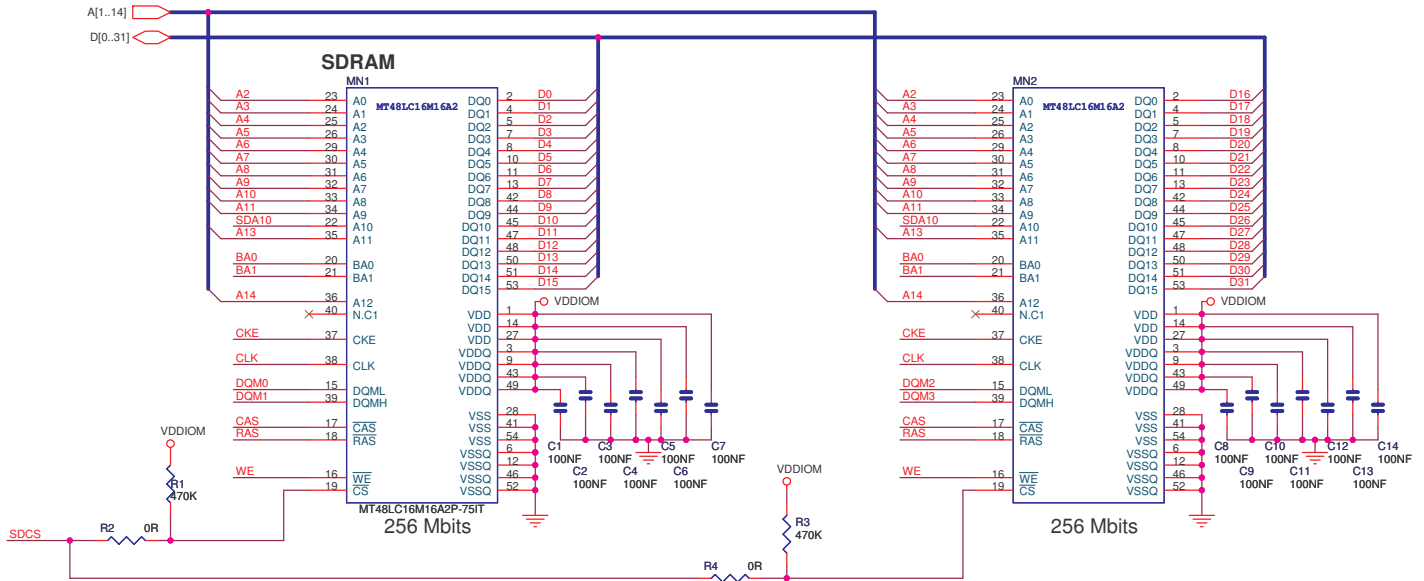 A[1..14]
D[0..31]
SDRAM
MN1
MT48LC16M16A2
A2 23 A0 DQ0 2 D0
A3 24 A1 DQ1 4 D1
A4 25 A2 DQ2 5 D2
A5 26 A3 DQ3 7 D3
A6 29 A4 DQ4 8 D4
A7 30 A5 DQ5 10 D5
A8 31 A6 DQ6 11 D6
A9 32 A7 DQ7 13 D7
A10 33 A8 DQ8 42 D8
A11 34 A9 DQ9 44 D9
SDA10 22 A10 DQ10 45 D10
A13 35 A11 DQ11 47 D11
DQ12 48 D12
BA0 20 BA0 DQ13 50 D13
BA1 21 BA1 DQ14 51 D14
DQ15 53 D15
A14 36 A12
VDDIOM
40 N.C1 VDD 1
VDD 14
CKE 37 CKE VDD 27
VDDQ 3
CLK 38 CLK VDDQ 9
VDDQ 43
DQM0 15 DQML VDDQ 49
DQM1 39 DQMH
VSS 28
CAS 17 CAS VSS 41
RAS 18 RAS VSS 54
VSSQ 6
VSSQ 12
WE 16 WE VSSQ 46
19 CS VSSQ 52
C1 C3 C5 C7
100NF 100NF 100NF 100NF
C2 C4 C6
100NF 100NF 100NF
MT48LC16M16A2P-75IT
256 Mbits
VDDIOM
R1
470K
R2 0R
SDCS
VDDIOM
R3
470K
R4 0R
MN2
MT48LC16M16A2
A2 23 A0 DQ0 2 D16
A3 24 A1 DQ1 4 D17
A4 25 A2 DQ2 5 D18
A5 26 A3 DQ3 7 D19
A6 29 A4 DQ4 8 D20
A7 30 A5 DQ5 10 D21
A8 31 A6 DQ6 11 D22
A9 32 A7 DQ7 13 D23
A10 33 A8 DQ8 42 D24
A11 34 A9 DQ9 44 D25
SDA10 22 A10 DQ10 45 D26
A13 35 A11 DQ11 47 D27
DQ12 48 D28
BA0 20 BA0 DQ13 50 D29
BA1 21 BA1 DQ14 51 D30
DQ15 53 D31
A14 36 A12
VDDIOM
40 N.C1 VDD 1
VDD 14
CKE 37 CKE VDD 27
VDDQ 3
CLK 38 CLK VDDQ 9
VDDQ 43
DQM2 15 DQML VDDQ 49
DQM3 39 DQMH
VSS 28
CAS 17 CAS VSS 41
RAS 18 RAS VSS 54
VSSQ 6
VSSQ 12
WE 16 WE VSSQ 46
19 CS VSSQ 52
C8 C10 C12 C14
100NF 100NF 100NF 100NF
C9 C11 C13
100NF 100NF 100NF
256 Mbits